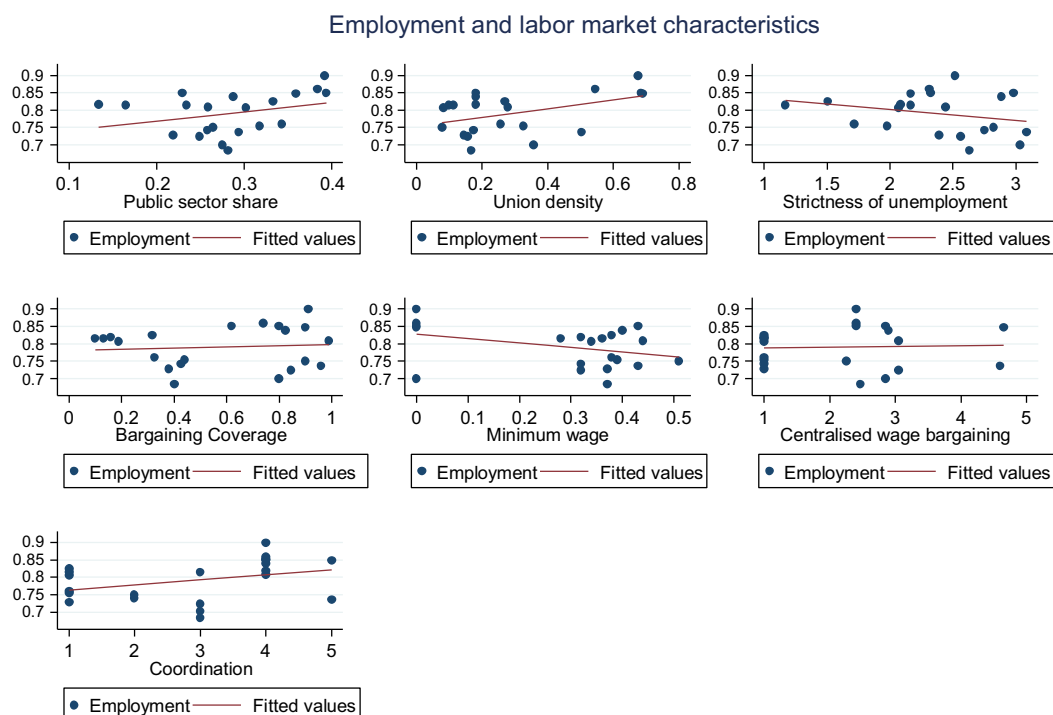 Employment and labor market characteristics
0.9
0.85
0.8
0.75
0.7
0.1 0.2 0.3 0.4
Public sector share
Employment Fitted values
0.9
0.85
0.8
0.75
0.7
0 0.2 0.4 0.6 0.8
Union density
Employment Fitted values
0.9
0.85
0.8
0.75
0.7
1 1.5 2 2.5 3
Strictness of unemployment
Employment Fitted values
0.9
0.85
0.8
0.75
0.7
0 0.2 0.4 0.6 0.8 1
Bargaining Coverage
Employment Fitted values
0.9
0.85
0.8
0.75
0.7
0 0.1 0.2 0.3 0.4 0.5
Minimum wage
Employment Fitted values
0.9
0.85
0.8
0.75
0.7
1 2 3 4 5
Centralised wage bargaining
Employment Fitted values
0.9
0.85
0.8
0.75
0.7
1 2 3 4 5
Coordination
Employment Fitted values